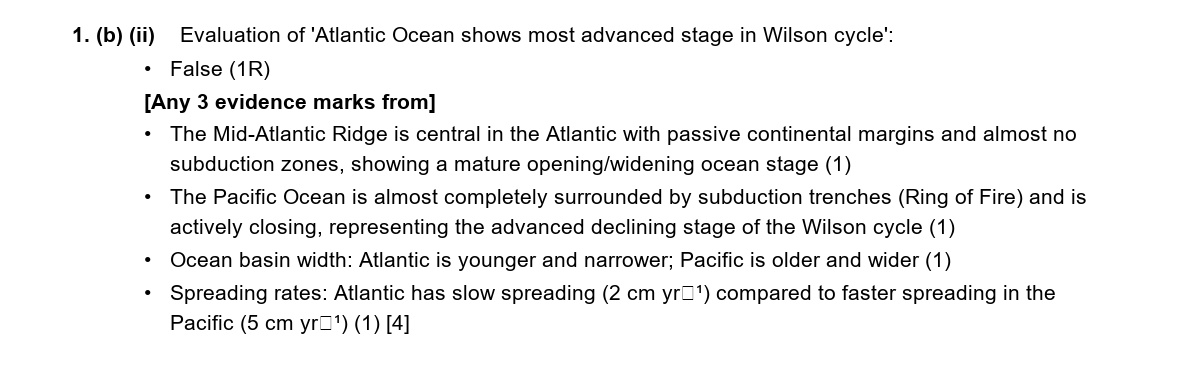 1. (b) (ii) Evaluation of 'Atlantic Ocean shows most advanced stage in Wilson cycle':
• False (1R)
[Any 3 evidence marks from]
• The Mid-Atlantic Ridge is central in the Atlantic with passive continental margins and almost no
subduction zones, showing a mature opening/widening ocean stage (1)
• The Pacific Ocean is almost completely surrounded by subduction trenches (Ring of Fire) and is
actively closing, representing the advanced declining stage of the Wilson cycle (1)
• Ocean basin width: Atlantic is younger and narrower; Pacific is older and wider (1)
• Spreading rates: Atlantic has slow spreading (2 cm yr□¹) compared to faster spreading in the
Pacific (5 cm yr□¹) (1) [4]